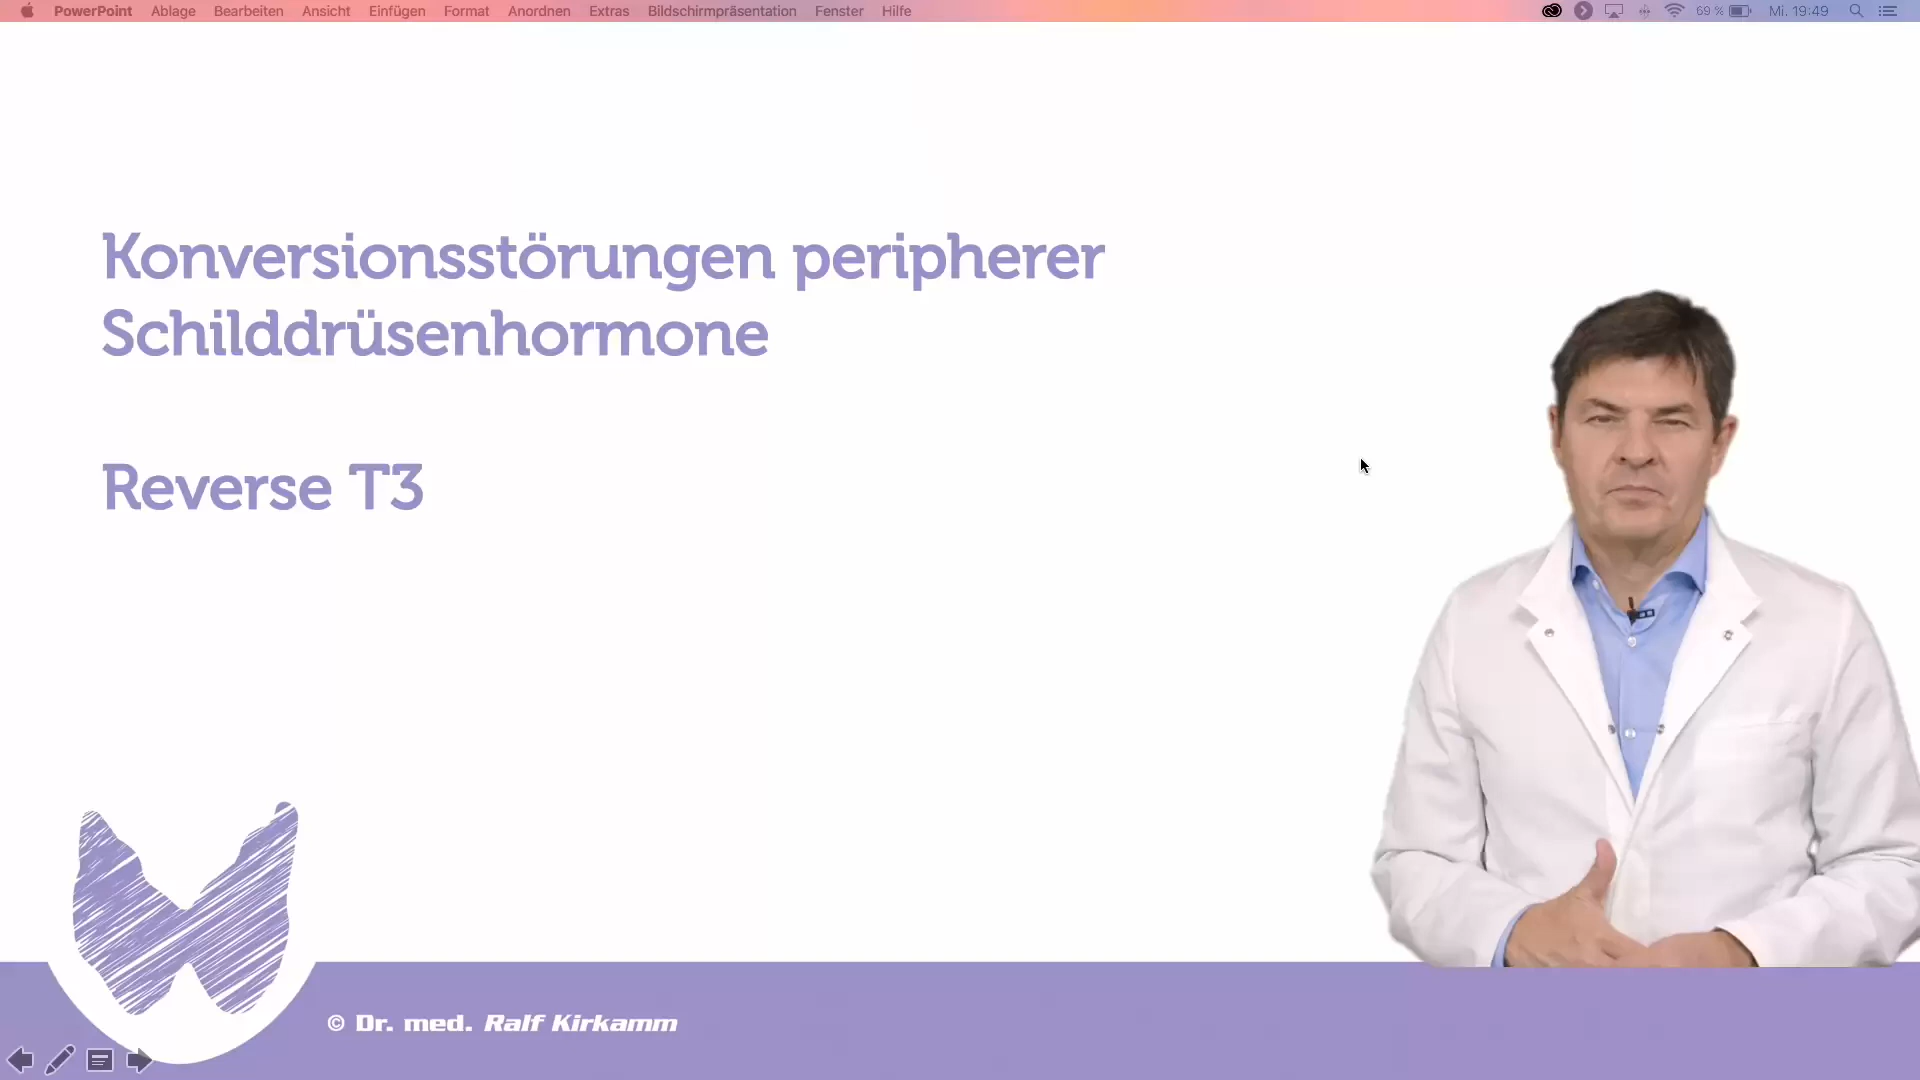 PowerPoint Ablage Bearbeiten Ansicht Einfügen Format Anordnen Extras Bildschirmpräsentation Fenster Hilfe 69 % Mi. 19:49
Konversionsstörungen peripherer
Schilddrüsenhormone
Reverse T3
© Dr. med. Ralf Kirkamm